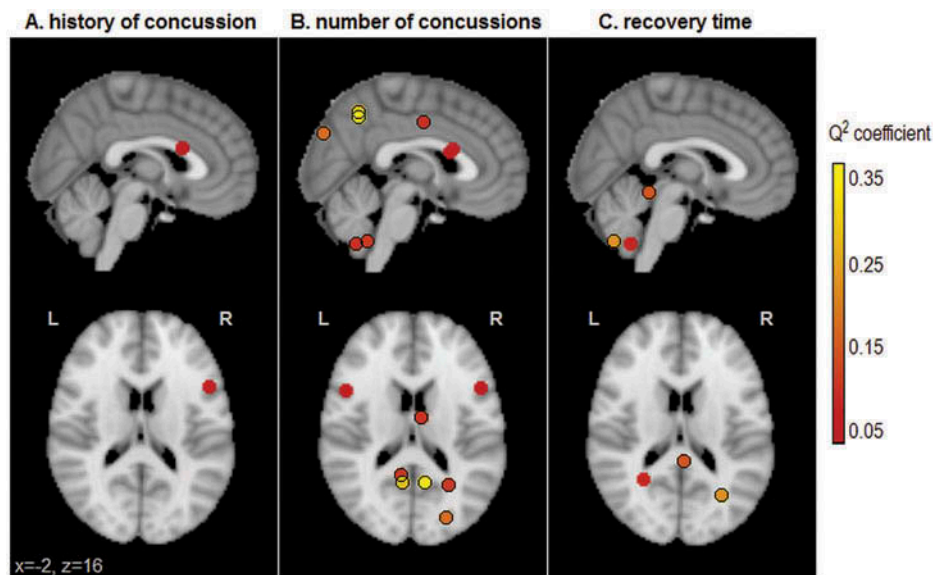 A. history of concussion
B. number of concussions
C. recovery time
Q² coefficient
0.35
0.25
0.15
0.05
L R
L R
L R
x=-2, z=16